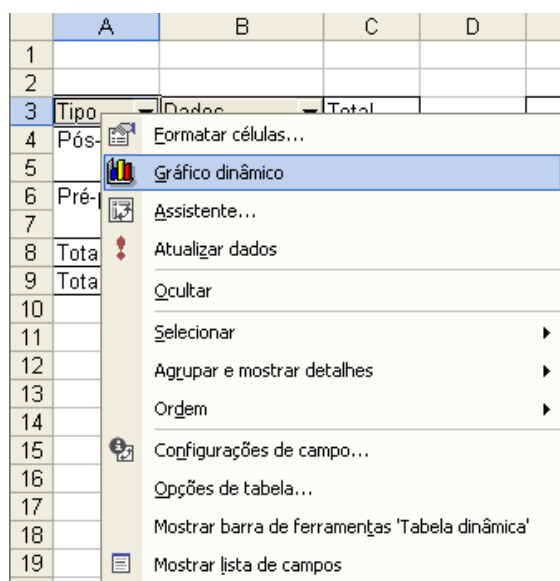 A B C D
1
2
3 Tipo Dados Total
4 Pós-
5
6 Pré-
7
8 Tota
9 Tota
10
11
12
13
14
15
16
17
18
19
Formatar células...
Gráfico dinâmico
Assistente...
Atualizar dados
Ocultar
Selecionar
Agrupar e mostrar detalhes
Ordem
Configurações de campo...
Opções de tabela...
Mostrar barra de ferramentas 'Tabela dinâmica'
Mostrar lista de campos